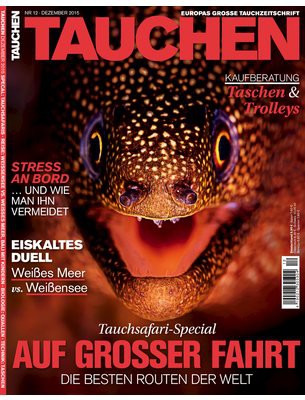 NR 12 · DEZEMBER 2015
EUROPAS GROSSE TAUCHZEITSCHRIFT
TAUCHEN
TAUCHEN
KAUFBERATUNG
Taschen &
Trolleys
STRESS
AN BORD
... UND WIE
MAN IHN
VERMEIDET
EISKALTES
DUELL
Weißes Meer
vs. Weißensee
Tauchsafari-Special
AUF GROSSER FAHRT
DIE BESTEN ROUTEN DER WELT